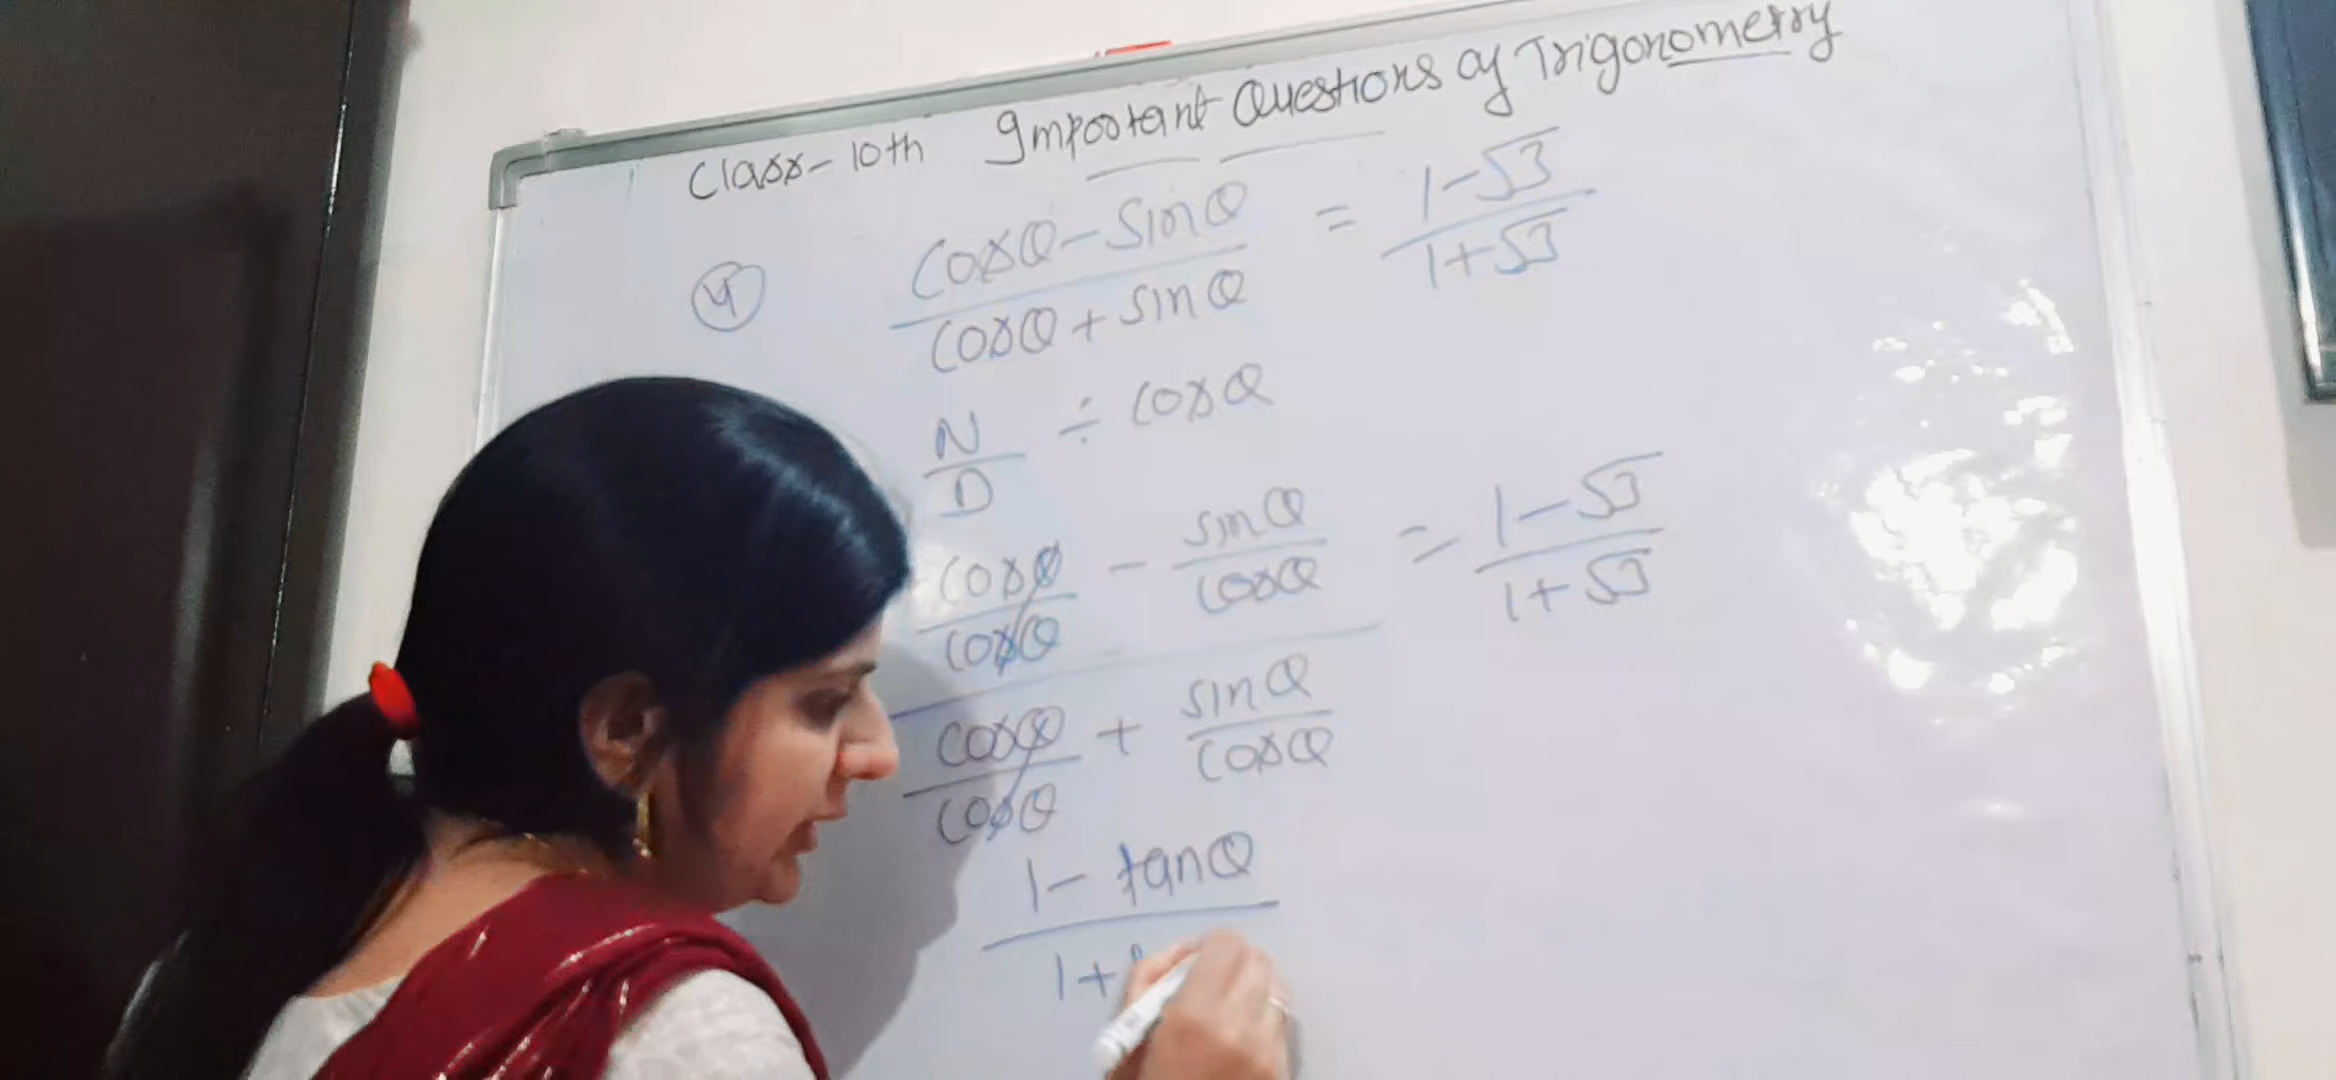 Class-10th Important Questions of Trigonometry
④ (cosθ - sinθ)/(cosθ + sinθ) = (1-√3)/(1+√3)
N/D ÷ cosθ
(cosθ/cosθ - sinθ/cosθ)/(cosθ/cosθ + sinθ/cosθ) = (1-√3)/(1+√3)
(1 - tanθ)/(1+